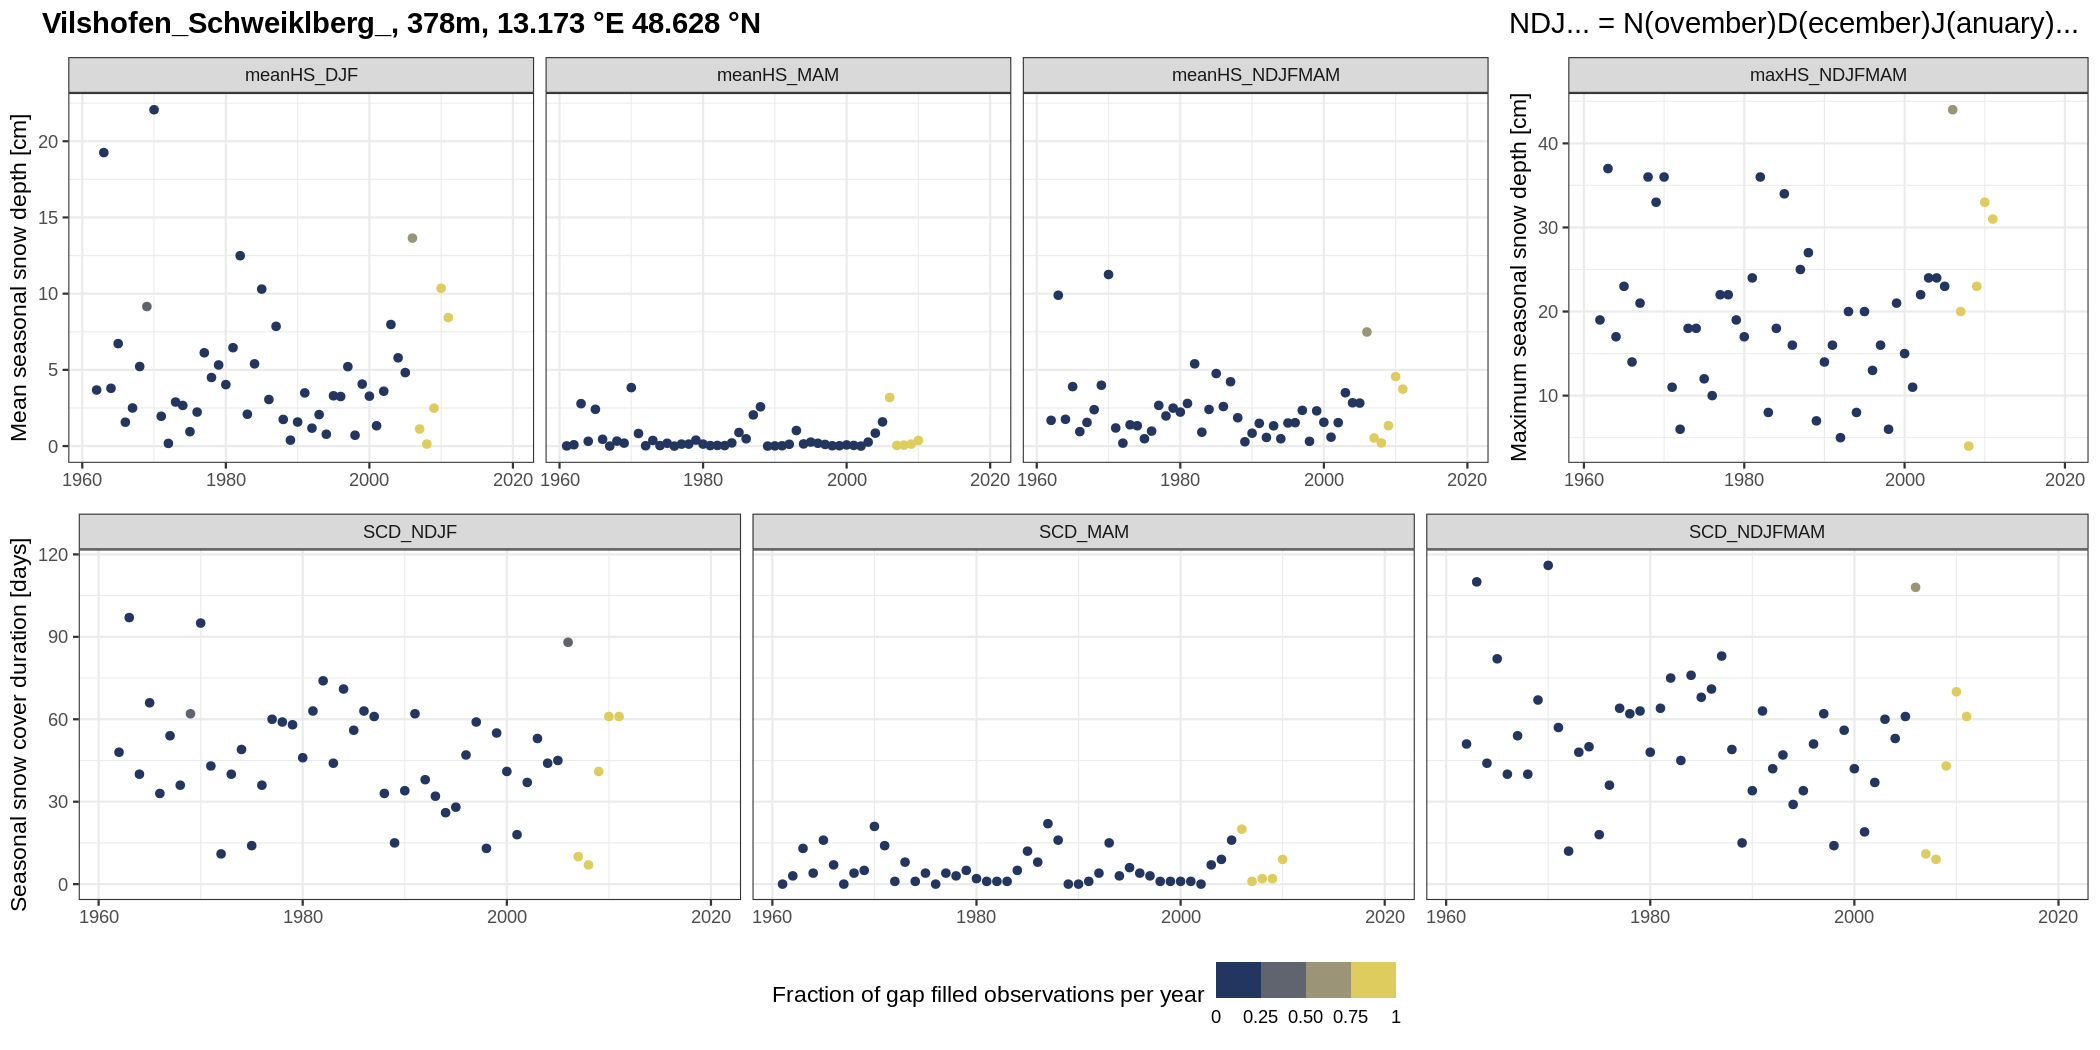 Vilshofen_Schweiklberg_, 378m, 13.173 °E 48.628 °N
NDJ... = N(ovember)D(ecember)J(anuary)...
meanHS_DJF
meanHS_MAM
meanHS_NDJFMAM
maxHS_NDJFMAM
Mean seasonal snow depth [cm]
20
15
10
5
0
1960 1980 2000 2020
1960 1980 2000 2020
1960 1980 2000 2020
Maximum seasonal snow depth [cm]
40
30
20
10
1960 1980 2000 2020
SCD_NDJF
SCD_MAM
SCD_NDJFMAM
Seasonal snow cover duration [days]
120
90
60
30
0
1960 1980 2000 2020
1960 1980 2000 2020
1960 1980 2000 2020
Fraction of gap filled observations per year
0 0.25 0.50 0.75 1